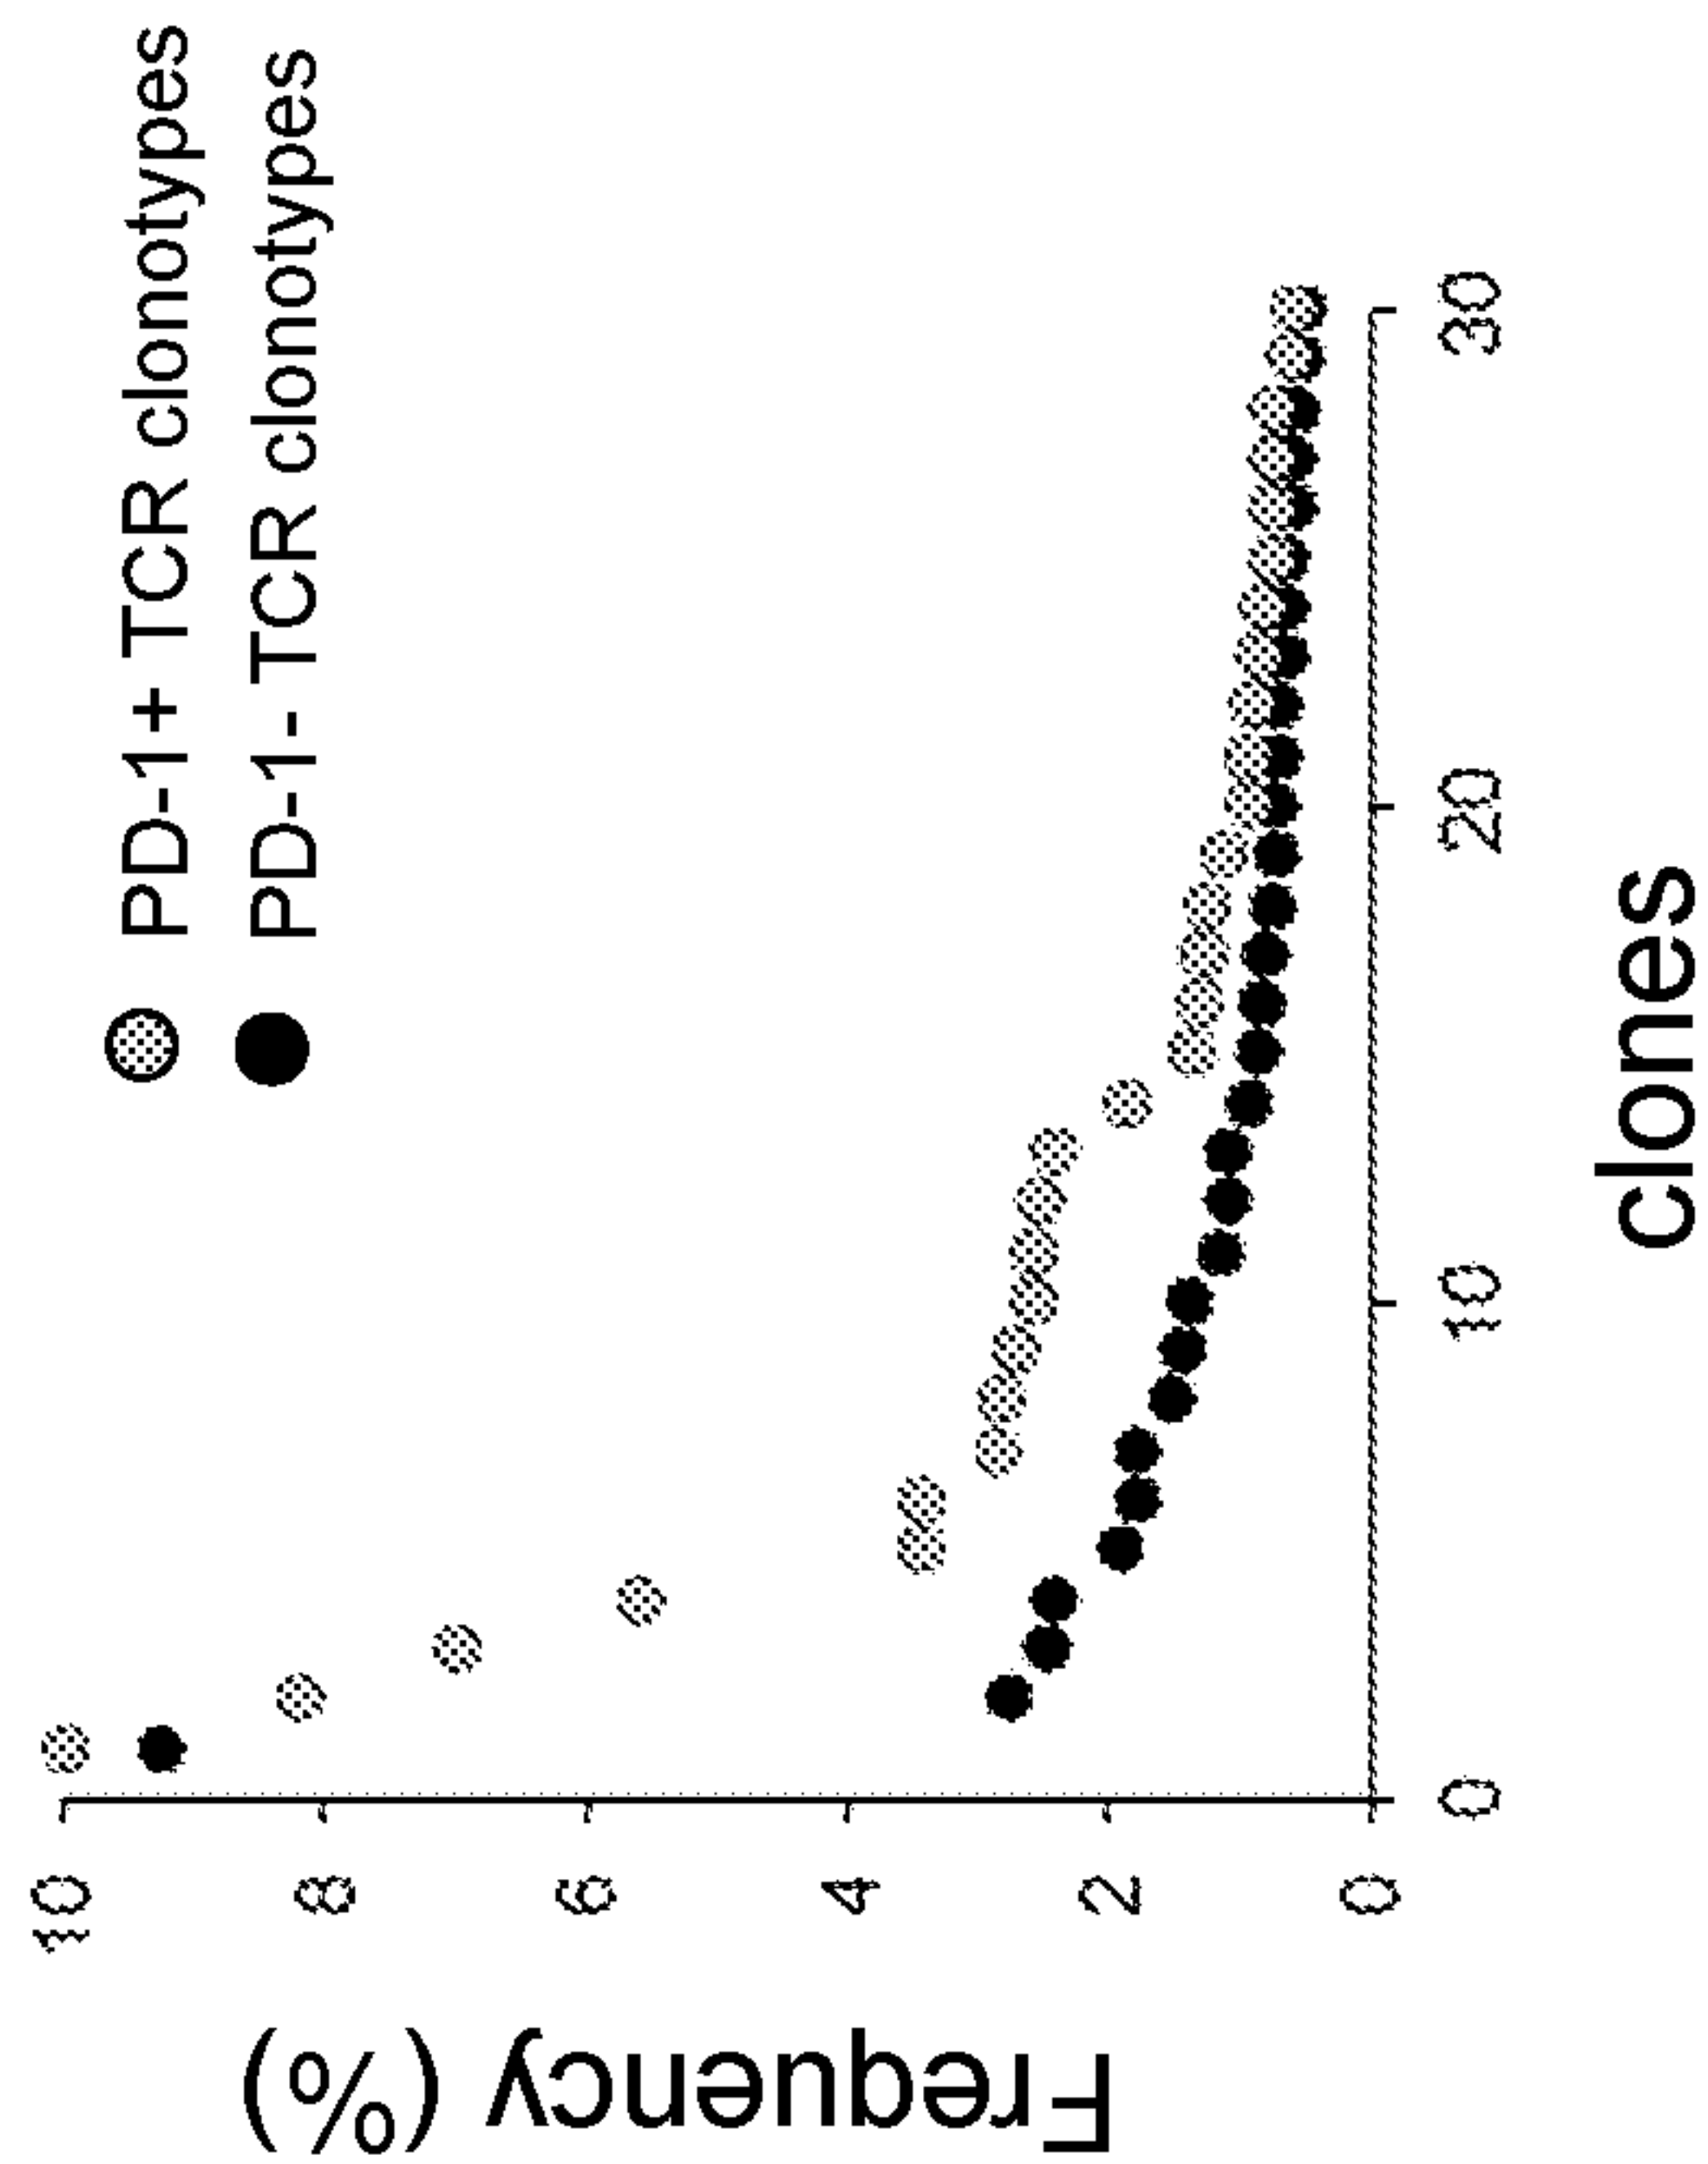 PD-1+ TCR clonotypes
PD-1- TCR clonotypes
Frequency (%)
10
8
6
4
2
0
0
10
20
30
clones